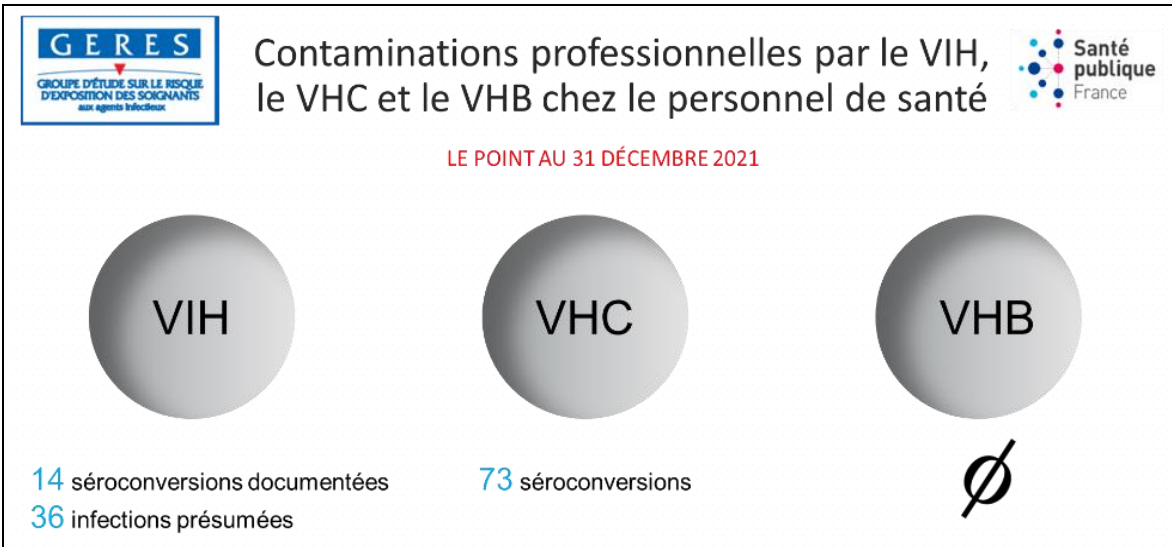 GERES
GROUPE D'ÉTUDE SUR LE RISQUE
D'EXPOSITION DES SOIGNANTS
aux agents infectieux
Contaminations professionnelles par le VIH,
le VHC et le VHB chez le personnel de santé
Santé
publique
France
LE POINT AU 31 DÉCEMBRE 2021
VIH
VHC
VHB
14 séroconversions documentées
36 infections présumées
73 séroconversions
Ø